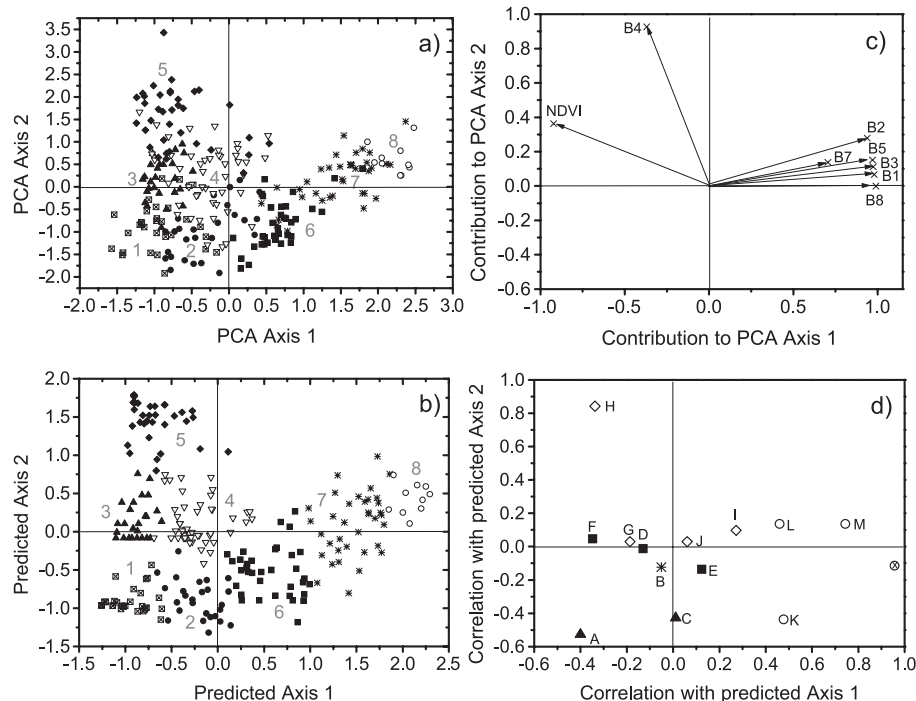 a)
PCA Axis 2
3.5
3.0
2.5
2.0
1.5
1.0
0.5
0.0
-0.5
-1.0
-1.5
-2.0
5
3
4
1
2
6
7
8
-2.0 -1.5 -1.0 -0.5 0.0 0.5 1.0 1.5 2.0 2.5 3.0
PCA Axis 1
c)
Contribution to PCA Axis 2
1.0
0.8
0.6
0.4
0.2
0.0
-0.2
-0.4
-0.6
B4
NDVI
B2
B5
B7
B3
B1
B8
-1.0 -0.5 0.0 0.5 1.0
Contribution to PCA Axis 1
b)
Predicted Axis 2
2.0
1.5
1.0
0.5
0.0
-0.5
-1.0
-1.5
5
3
4
7
8
1
2
6
-1.5 -1.0 -0.5 0.0 0.5 1.0 1.5 2.0 2.5
Predicted Axis 1
d)
Correlation with predicted Axis 2
1.0
0.8
0.6
0.4
0.2
0.0
-0.2
-0.4
-0.6
H
F
G
D
I
J
L
M
B
E
C
K
A
-0.6 -0.4 -0.2 0.0 0.2 0.4 0.6 0.8 1.0
Correlation with predicted Axis 1